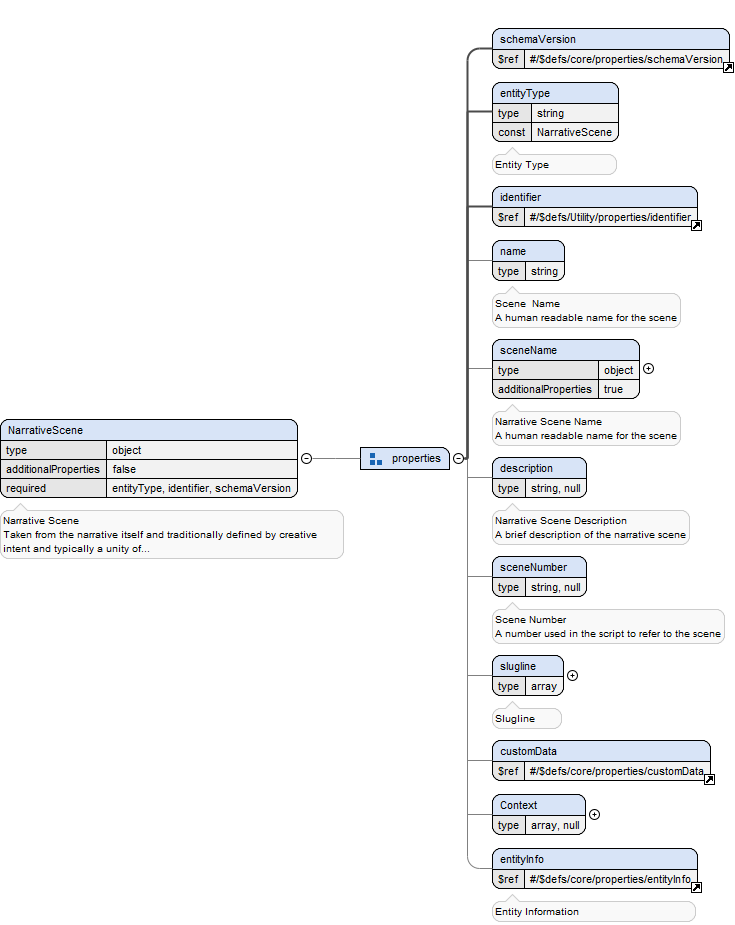 schemaVersion
$ref #/$defs/core/properties/schemaVersion
entityType
type string
const NarrativeScene
Entity Type
identifier
$ref #/$defs/Utility/properties/identifier
name
type string
Scene Name
A human readable name for the scene
sceneName
type object
additionalProperties true
Narrative Scene Name
A human readable name for the scene
NarrativeScene
type object
additionalProperties false
required entityType, identifier, schemaVersion
Narrative Scene
Taken from the narrative itself and traditionally defined by creative
intent and typically a unity of...
properties
description
type string, null
Narrative Scene Description
A brief description of the narrative scene
sceneNumber
type string, null
Scene Number
A number used in the script to refer to the scene
slugline
type array
Slugline
customData
$ref #/$defs/core/properties/customData
Context
type array, null
entityInfo
$ref #/$defs/core/properties/entityInfo
Entity Information